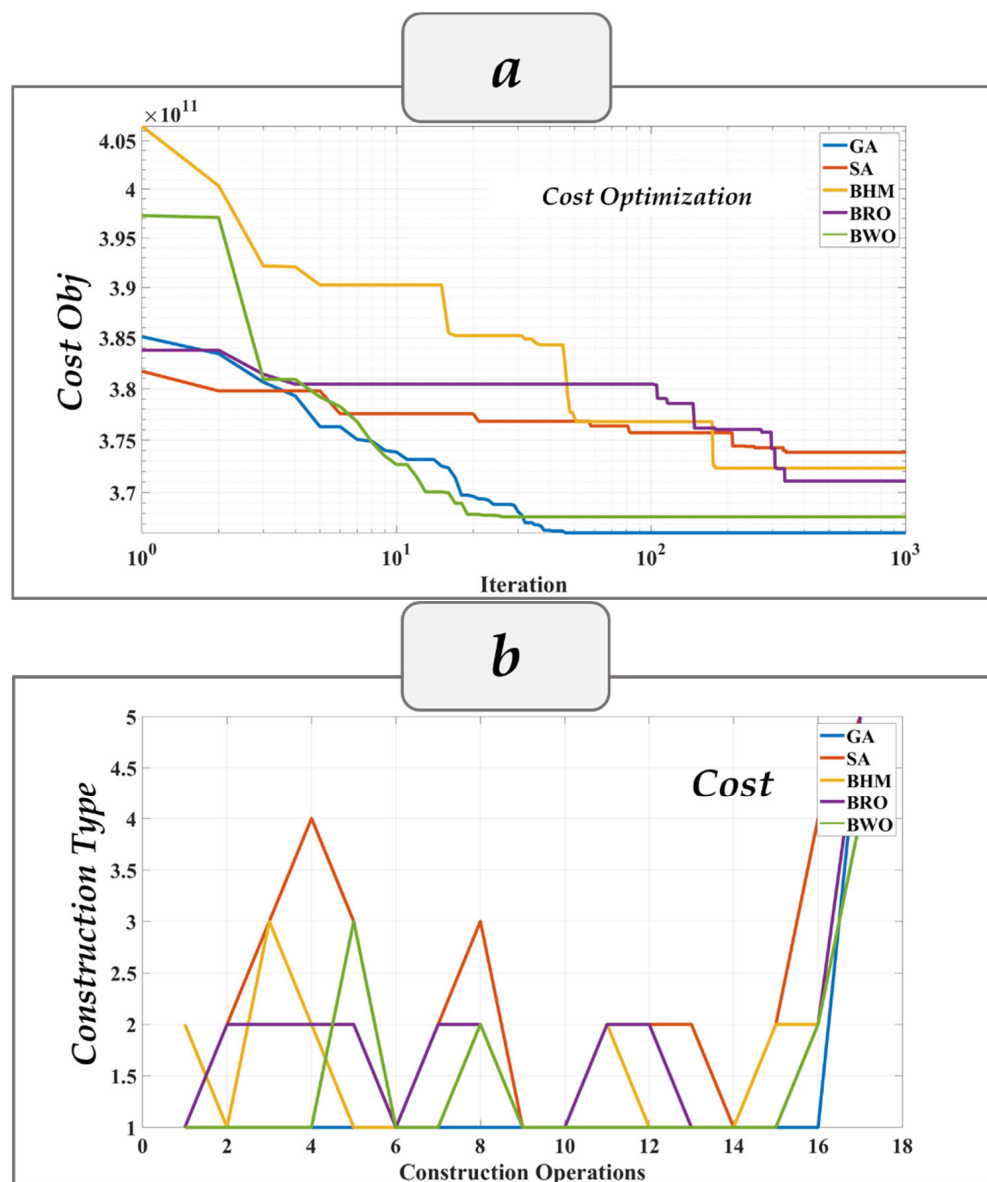 a
×10^11
4.05
4
3.95
3.9
3.85
3.8
3.75
3.7
Cost Obj
Cost Optimization
GA
SA
BHM
BRO
BWO
10^0
10^1
10^2
10^3
Iteration
b
5
4.5
4
3.5
3
2.5
2
1.5
1
Construction Type
Cost
GA
SA
BHM
BRO
BWO
0 2 4 6 8 10 12 14 16 18
Construction Operations